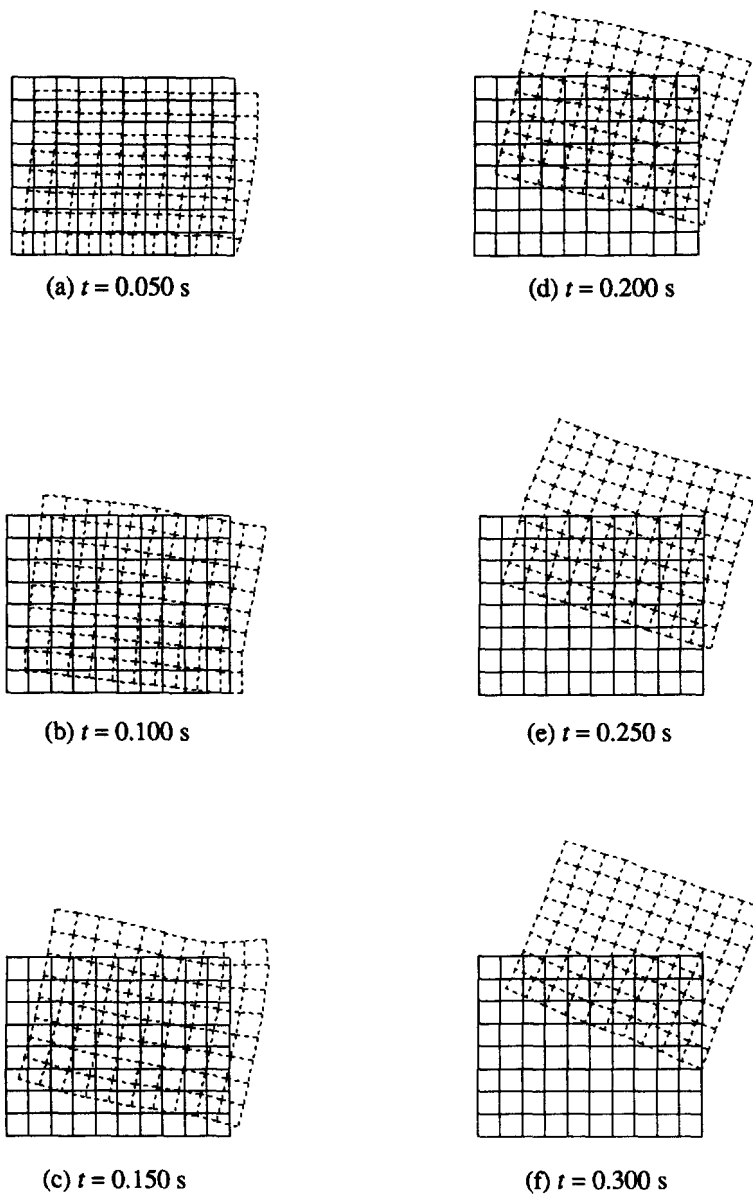 (a) t = 0.050 s
(d) t = 0.200 s
(b) t = 0.100 s
(e) t = 0.250 s
(c) t = 0.150 s
(f) t = 0.300 s